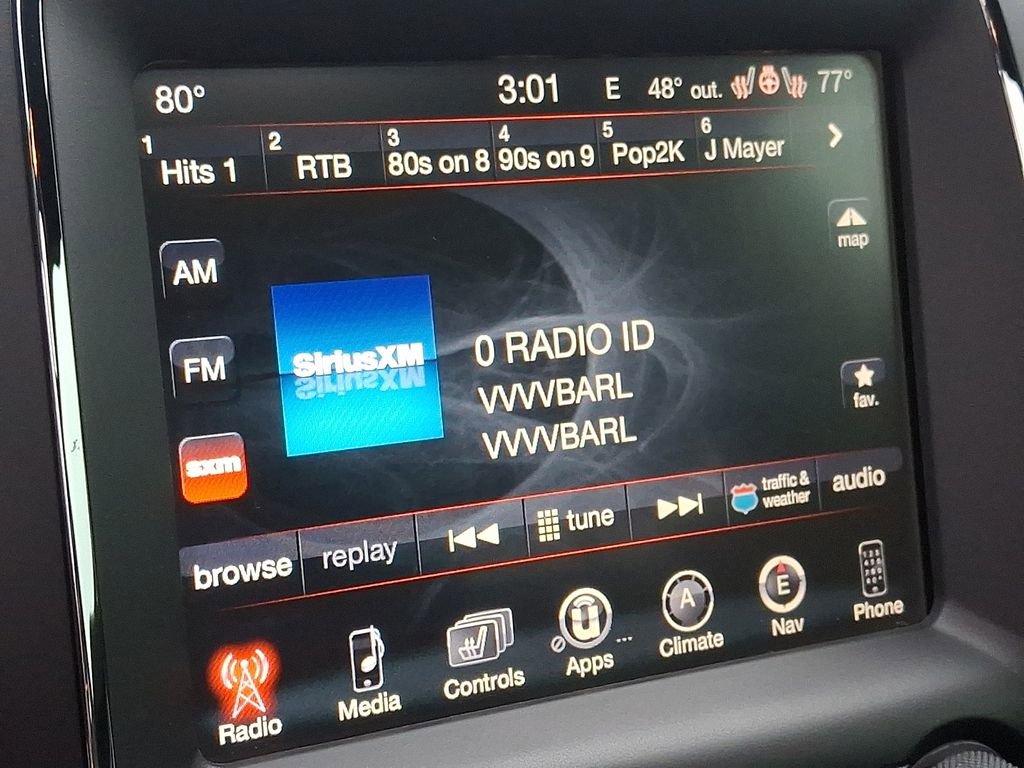 80° 3:01 E 48° out. 77°
1 2 3 4 5 6
Hits 1 RTB 80s on 8 90s on 9 Pop2K J Mayer
map
AM
SiriusXM
0 RADIO ID
FM
VVVVBARL
fav.
VVVVBARL
sxm
browse replay tune traffic & weather audio
A E
Radio Media Controls Apps ... Climate Nav Phone